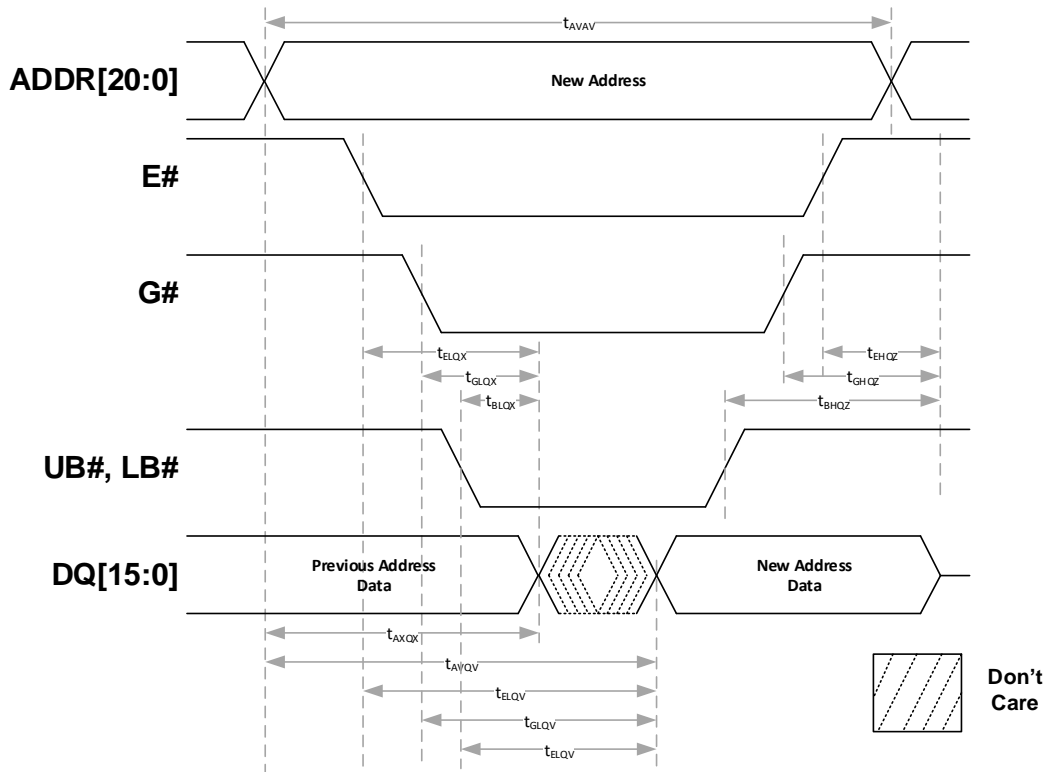 tAVAV
ADDR[20:0]
New Address
E#
G#
tELQX
tEHQZ
tGLQX
tGHQZ
tBLQX
tBHQZ
UB#, LB#
DQ[15:0]
Previous Address
Data
New Address
Data
tAXQX
tAVQV
tELQV
tGLQV
tELQV
Don't
Care